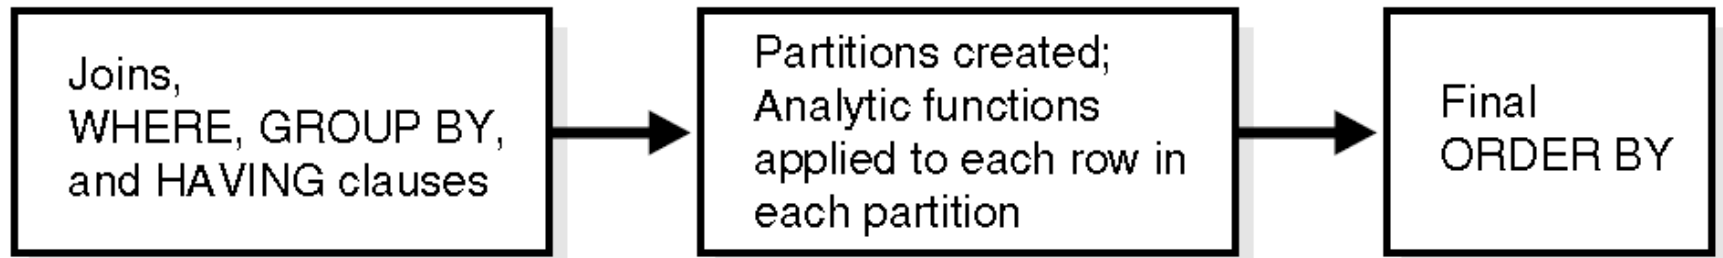 Joins,
WHERE, GROUP BY,
and HAVING clauses
Partitions created;
Analytic functions
applied to each row in
each partition
Final
ORDER BY